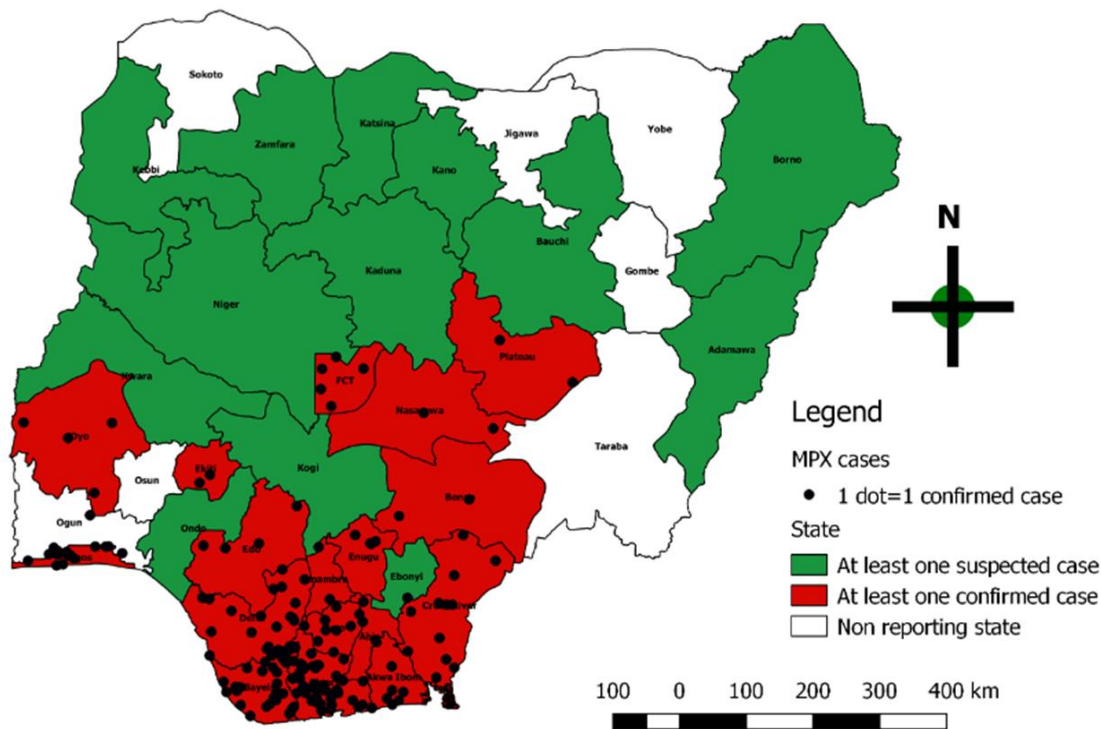 Sokoto
Katsina
Zamfara
Jigawa
Yobe
Borno
Kebbi
Kano
N
Bauchi
Kaduna
Gombe
Niger
Adamawa
Plateau
Kwara
FCT
Nasarawa
Oyo
Taraba
Ekiti
Kogi
Osun
Benue
Ogun
Ondo
Edo
Enugu
Ebonyi
Lagos
Anambra
Cross River
Delta
Imo
Abia
Akwa Ibom
Bayelsa
Legend
MPX cases
1 dot=1 confirmed case
State
At least one suspected case
At least one confirmed case
Non reporting state
100 0 100 200 300 400 km